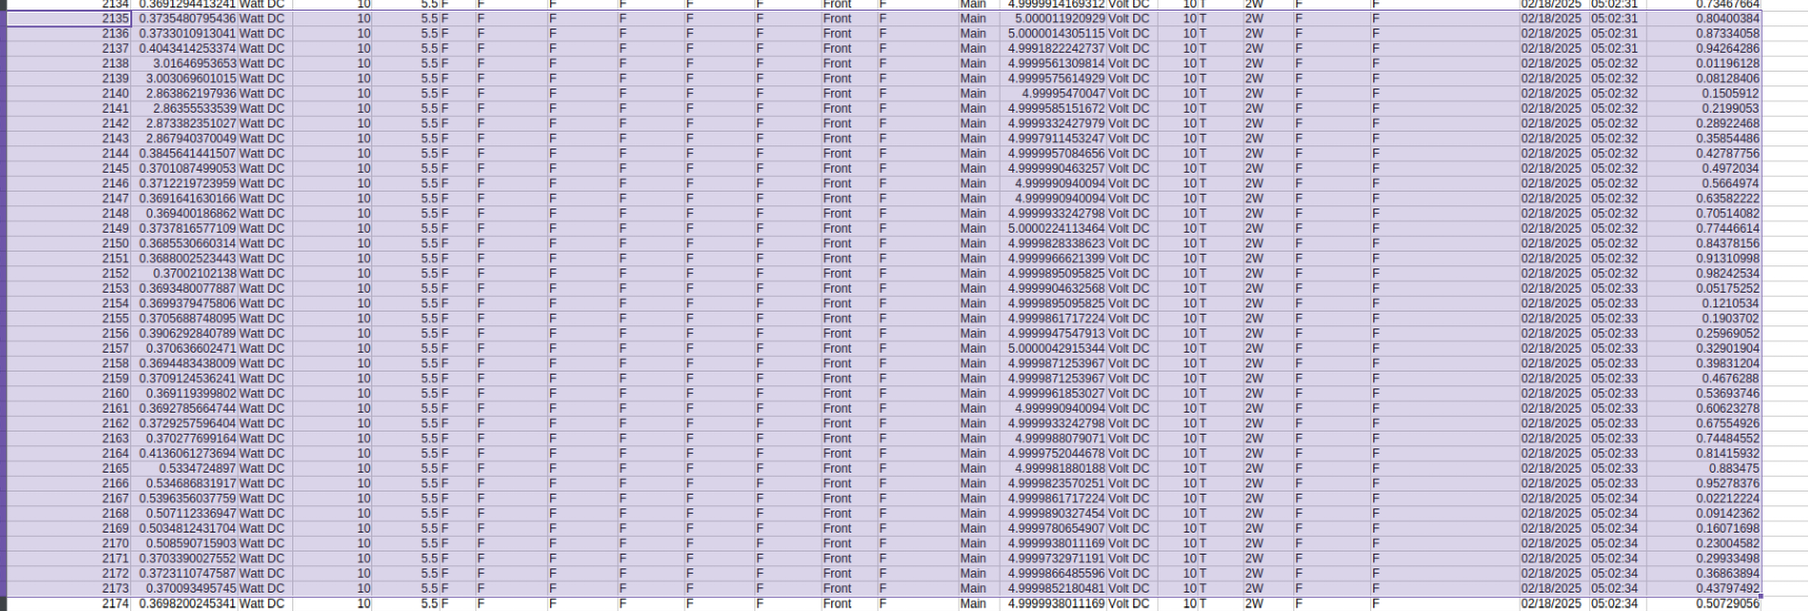 2134 0.3691294413241 Watt DC 10 5.5 F F F F F F Front F Main 4.9999914169312 Volt DC 10 T 2W F F 02/18/2025 05:02:31 0.73467664
2135 0.3735480795436 Watt DC 10 5.5 F F F F F F Front F Main 5.000011920929 Volt DC 10 T 2W F F 02/18/2025 05:02:31 0.80400384
2136 0.3733010913041 Watt DC 10 5.5 F F F F F F Front F Main 5.0000014305115 Volt DC 10 T 2W F F 02/18/2025 05:02:31 0.87334058
2137 0.4043414253374 Watt DC 10 5.5 F F F F F F Front F Main 4.9991822242737 Volt DC 10 T 2W F F 02/18/2025 05:02:31 0.94264286
2138 3.01646953653 Watt DC 10 5.5 F F F F F F Front F Main 4.9999561309814 Volt DC 10 T 2W F F 02/18/2025 05:02:32 0.01196128
2139 3.003069601015 Watt DC 10 5.5 F F F F F F Front F Main 4.9999575614929 Volt DC 10 T 2W F F 02/18/2025 05:02:32 0.08128406
2140 2.863862197936 Watt DC 10 5.5 F F F F F F Front F Main 4.99995470047 Volt DC 10 T 2W F F 02/18/2025 05:02:32 0.1505912
2141 2.86355533539 Watt DC 10 5.5 F F F F F F Front F Main 4.9999585151672 Volt DC 10 T 2W F F 02/18/2025 05:02:32 0.2199053
2142 2.873382351027 Watt DC 10 5.5 F F F F F F Front F Main 4.9999332427979 Volt DC 10 T 2W F F 02/18/2025 05:02:32 0.28922468
2143 2.867940370049 Watt DC 10 5.5 F F F F F F Front F Main 4.9997911453247 Volt DC 10 T 2W F F 02/18/2025 05:02:32 0.35854486
2144 0.3845641441507 Watt DC 10 5.5 F F F F F F Front F Main 4.9999957084656 Volt DC 10 T 2W F F 02/18/2025 05:02:32 0.42787756
2145 0.3701087499053 Watt DC 10 5.5 F F F F F F Front F Main 4.9999990463257 Volt DC 10 T 2W F F 02/18/2025 05:02:32 0.4972034
2146 0.3712219723959 Watt DC 10 5.5 F F F F F F Front F Main 4.999990940094 Volt DC 10 T 2W F F 02/18/2025 05:02:32 0.5664974
2147 0.3691641630166 Watt DC 10 5.5 F F F F F F Front F Main 4.999990940094 Volt DC 10 T 2W F F 02/18/2025 05:02:32 0.63582222
2148 0.369400186862 Watt DC 10 5.5 F F F F F F Front F Main 4.9999933242798 Volt DC 10 T 2W F F 02/18/2025 05:02:32 0.70514082
2149 0.3737816577109 Watt DC 10 5.5 F F F F F F Front F Main 5.0000224113464 Volt DC 10 T 2W F F 02/18/2025 05:02:32 0.77446614
2150 0.3685530660314 Watt DC 10 5.5 F F F F F F Front F Main 4.9999828338623 Volt DC 10 T 2W F F 02/18/2025 05:02:32 0.84378156
2151 0.3688002523443 Watt DC 10 5.5 F F F F F F Front F Main 4.9999966621399 Volt DC 10 T 2W F F 02/18/2025 05:02:32 0.91310998
2152 0.37002102138 Watt DC 10 5.5 F F F F F F Front F Main 4.9999895095825 Volt DC 10 T 2W F F 02/18/2025 05:02:32 0.98242534
2153 0.3693480077887 Watt DC 10 5.5 F F F F F F Front F Main 4.9999904632568 Volt DC 10 T 2W F F 02/18/2025 05:02:33 0.05175252
2154 0.3699379475806 Watt DC 10 5.5 F F F F F F Front F Main 4.9999895095825 Volt DC 10 T 2W F F 02/18/2025 05:02:33 0.1210534
2155 0.3705688748095 Watt DC 10 5.5 F F F F F F Front F Main 4.9999861717224 Volt DC 10 T 2W F F 02/18/2025 05:02:33 0.1903702
2156 0.3906292840789 Watt DC 10 5.5 F F F F F F Front F Main 4.9999947547913 Volt DC 10 T 2W F F 02/18/2025 05:02:33 0.25969052
2157 0.370636602471 Watt DC 10 5.5 F F F F F F Front F Main 5.0000042915344 Volt DC 10 T 2W F F 02/18/2025 05:02:33 0.32901904
2158 0.3694483438009 Watt DC 10 5.5 F F F F F F Front F Main 4.9999871253967 Volt DC 10 T 2W F F 02/18/2025 05:02:33 0.39831204
2159 0.3709124536241 Watt DC 10 5.5 F F F F F F Front F Main 4.9999871253967 Volt DC 10 T 2W F F 02/18/2025 05:02:33 0.4676288
2160 0.369119399802 Watt DC 10 5.5 F F F F F F Front F Main 4.9999961853027 Volt DC 10 T 2W F F 02/18/2025 05:02:33 0.53693746
2161 0.3692785664744 Watt DC 10 5.5 F F F F F F Front F Main 4.999990940094 Volt DC 10 T 2W F F 02/18/2025 05:02:33 0.60623278
2162 0.3729257596404 Watt DC 10 5.5 F F F F F F Front F Main 4.9999933242798 Volt DC 10 T 2W F F 02/18/2025 05:02:33 0.67554926
2163 0.370277699164 Watt DC 10 5.5 F F F F F F Front F Main 4.999988079071 Volt DC 10 T 2W F F 02/18/2025 05:02:33 0.74484552
2164 0.4136061273694 Watt DC 10 5.5 F F F F F F Front F Main 4.9999752044678 Volt DC 10 T 2W F F 02/18/2025 05:02:33 0.81415932
2165 0.5334724897 Watt DC 10 5.5 F F F F F F Front F Main 4.999981880188 Volt DC 10 T 2W F F 02/18/2025 05:02:33 0.883475
2166 0.534686831917 Watt DC 10 5.5 F F F F F F Front F Main 4.9999823570251 Volt DC 10 T 2W F F 02/18/2025 05:02:33 0.95278376
2167 0.5396356037759 Watt DC 10 5.5 F F F F F F Front F Main 4.9999861717224 Volt DC 10 T 2W F F 02/18/2025 05:02:34 0.02212224
2168 0.507112336947 Watt DC 10 5.5 F F F F F F Front F Main 4.9999890327454 Volt DC 10 T 2W F F 02/18/2025 05:02:34 0.09142362
2169 0.5034812431704 Watt DC 10 5.5 F F F F F F Front F Main 4.9999780654907 Volt DC 10 T 2W F F 02/18/2025 05:02:34 0.16071698
2170 0.508590715903 Watt DC 10 5.5 F F F F F F Front F Main 4.9999938011169 Volt DC 10 T 2W F F 02/18/2025 05:02:34 0.23004582
2171 0.3703390027552 Watt DC 10 5.5 F F F F F F Front F Main 4.9999732971191 Volt DC 10 T 2W F F 02/18/2025 05:02:34 0.29933498
2172 0.3723110747587 Watt DC 10 5.5 F F F F F F Front F Main 4.9999866485596 Volt DC 10 T 2W F F 02/18/2025 05:02:34 0.36863894
2173 0.370093495745 Watt DC 10 5.5 F F F F F F Front F Main 4.9999852180481 Volt DC 10 T 2W F F 02/18/2025 05:02:34 0.43797492
2174 0.3698200245341 Watt DC 10 5.5 F F F F F F Front F Main 4.9999938011169 Volt DC 10 T 2W F F 02/18/2025 05:02:34 0.50729056